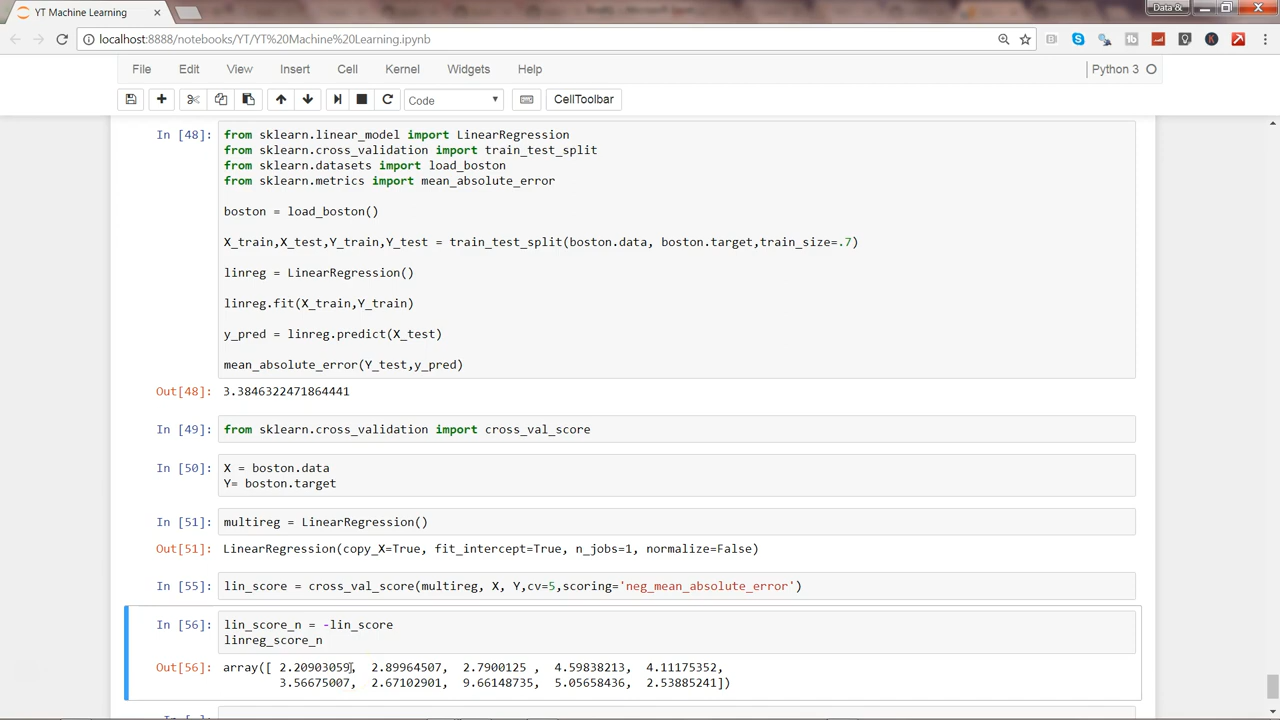 YT Machine Learning
Data &
localhost:8888/notebooks/YT/YT%20Machine%20Learning.ipynb
File Edit View Insert Cell Kernel Widgets Help Python 3
Code CellToolbar
In [48]: from sklearn.linear_model import LinearRegression
from sklearn.cross_validation import train_test_split
from sklearn.datasets import load_boston
from sklearn.metrics import mean_absolute_error
boston = load_boston()
X_train,X_test,Y_train,Y_test = train_test_split(boston.data, boston.target,train_size=.7)
linreg = LinearRegression()
linreg.fit(X_train,Y_train)
y_pred = linreg.predict(X_test)
mean_absolute_error(Y_test,y_pred)
Out[48]: 3.3846322471864441
In [49]: from sklearn.cross_validation import cross_val_score
In [50]: X = boston.data
Y= boston.target
In [51]: multireg = LinearRegression()
Out[51]: LinearRegression(copy_X=True, fit_intercept=True, n_jobs=1, normalize=False)
In [55]: lin_score = cross_val_score(multireg, X, Y,cv=5,scoring='neg_mean_absolute_error')
In [56]: lin_score_n = -lin_score
linreg_score_n
Out[56]: array([ 2.20903059, 2.89964507, 2.7900125 , 4.59838213, 4.11175352,
3.56675007, 2.67102901, 9.66148735, 5.05658436, 2.53885241])